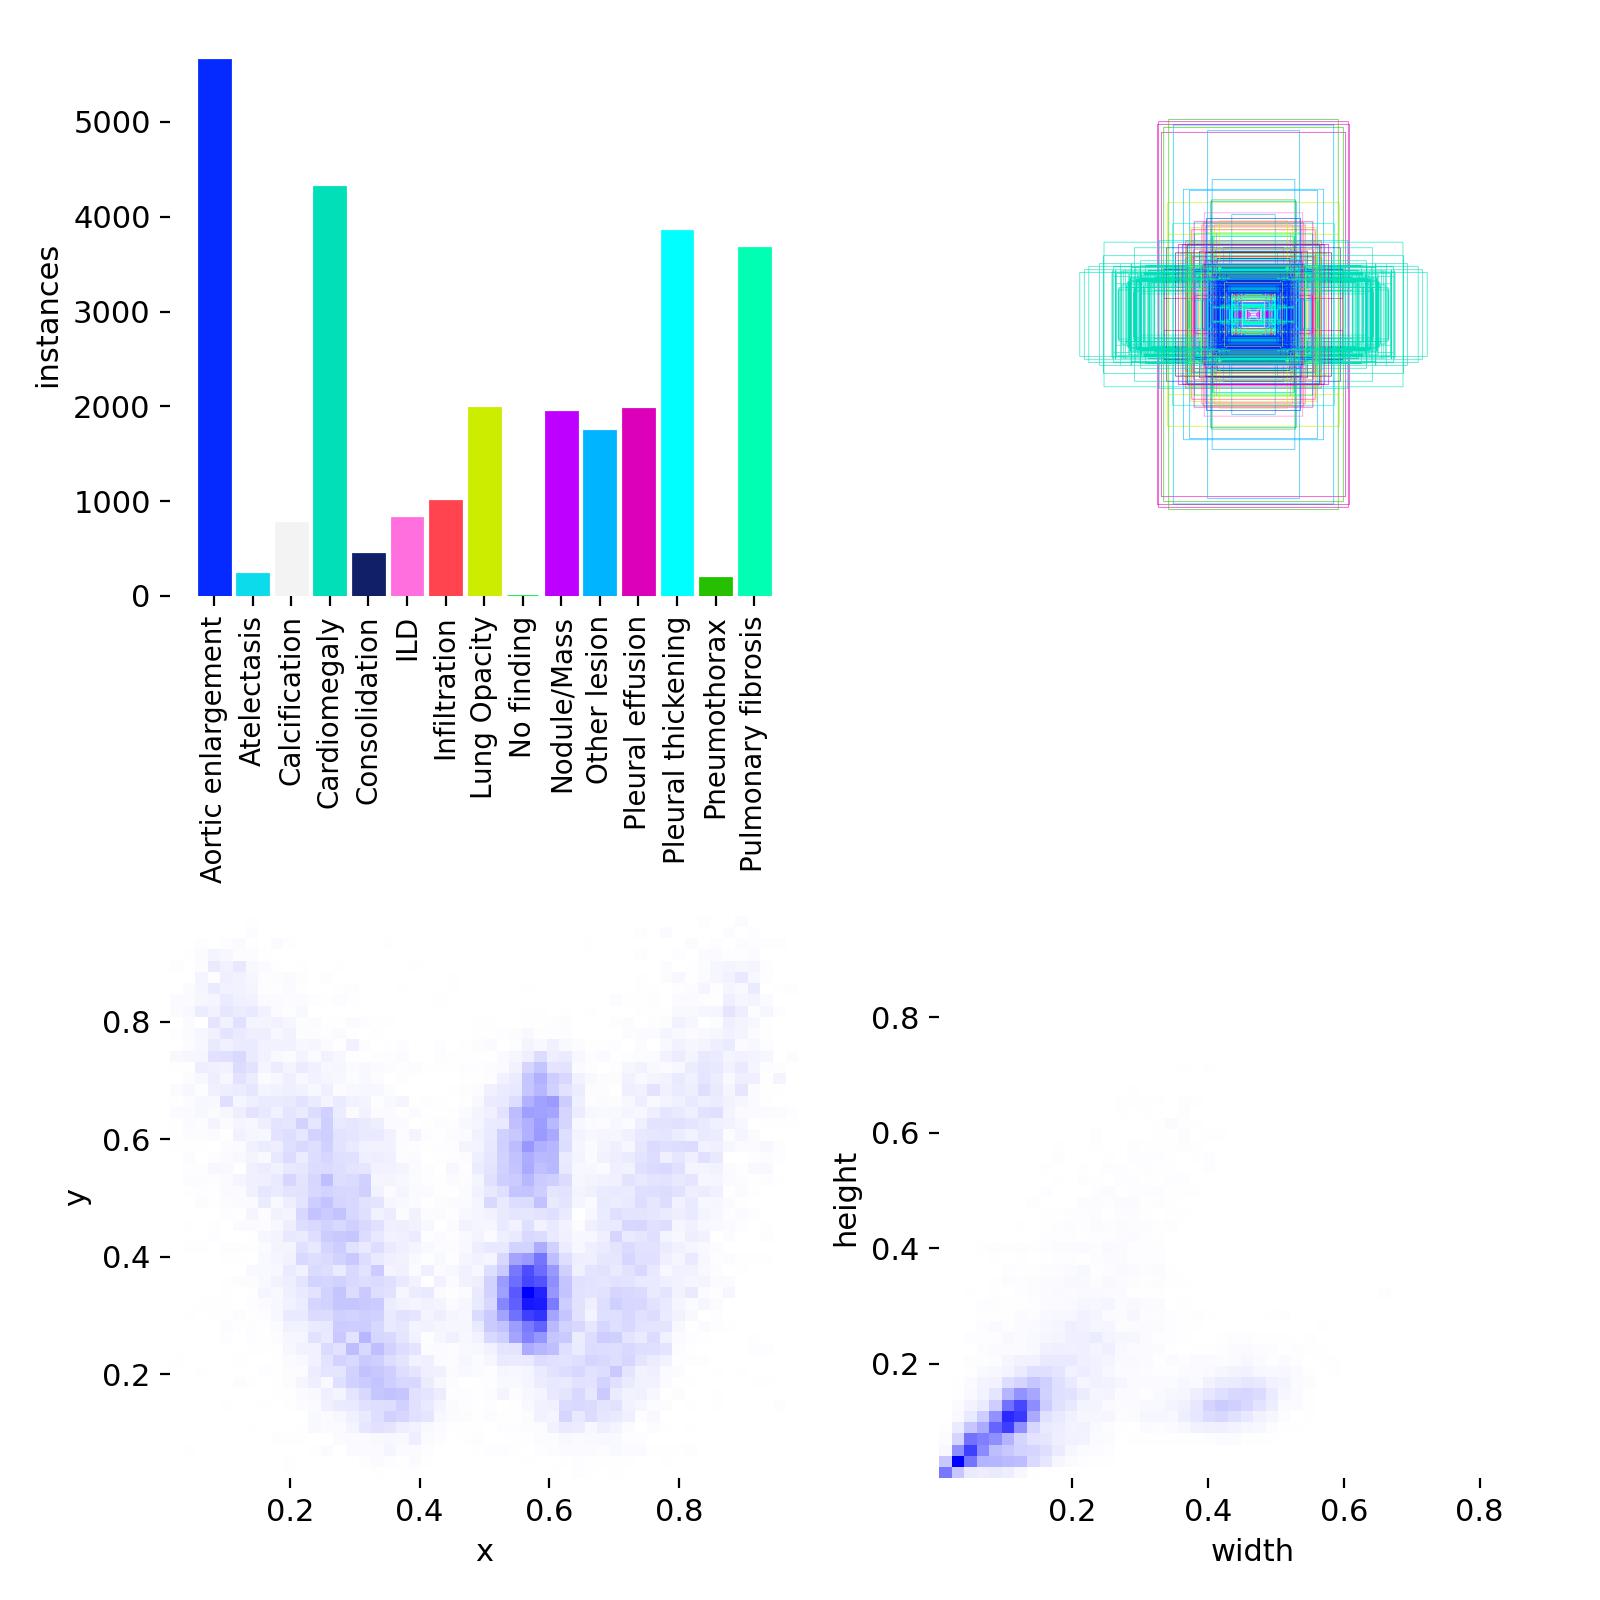 instances
5000
4000
3000
2000
1000
0
Aortic enlargement
Atelectasis
Calcification
Cardiomegaly
Consolidation
ILD
Infiltration
Lung Opacity
No finding
Nodule/Mass
Other lesion
Pleural effusion
Pleural thickening
Pneumothorax
Pulmonary fibrosis
y
0.8
0.6
0.4
0.2
0.2 0.4 0.6 0.8
x
height
0.8
0.6
0.4
0.2
0.2 0.4 0.6 0.8
width